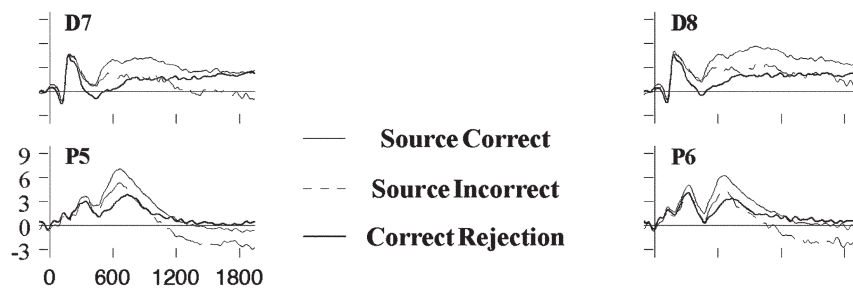 D7
D8
9
6
3
0
-3
P5
P6
Source Correct
Source Incorrect
Correct Rejection
0 600 1200 1800